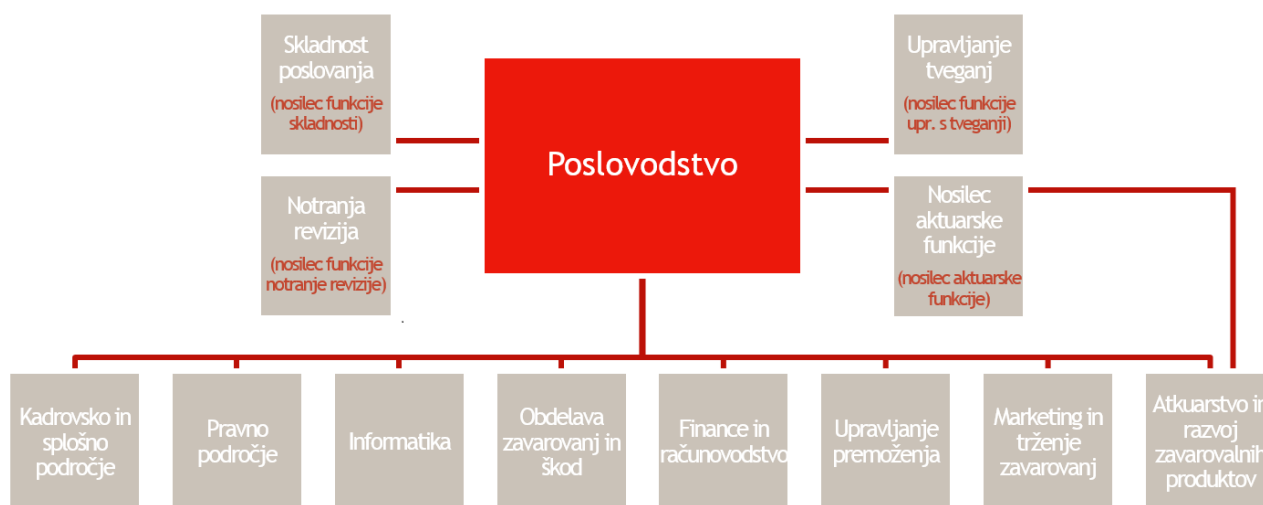 Skladnost
poslovanja
(nosilec funkcije
skladnosti)
Upravljanje
tveganj
(nosilec funkcije
upr. s tveganji)
Poslovodstvo
Notranja
revizija
(nosilec funkcije
notranje revizije)
Nosilec
aktuarske
funkcije
(nosilec aktuarske
funkcije)
Kadrovsko in
splošno
področje
Pravno
področje
Informatika
Obdelava
zavarovanj in
škod
Finance in
računovodstvo
Upravljanje
premoženja
Marketing in
trženje
zavarovanj
Atkuarstvo in
razvoj
zavarovalnih
produktov